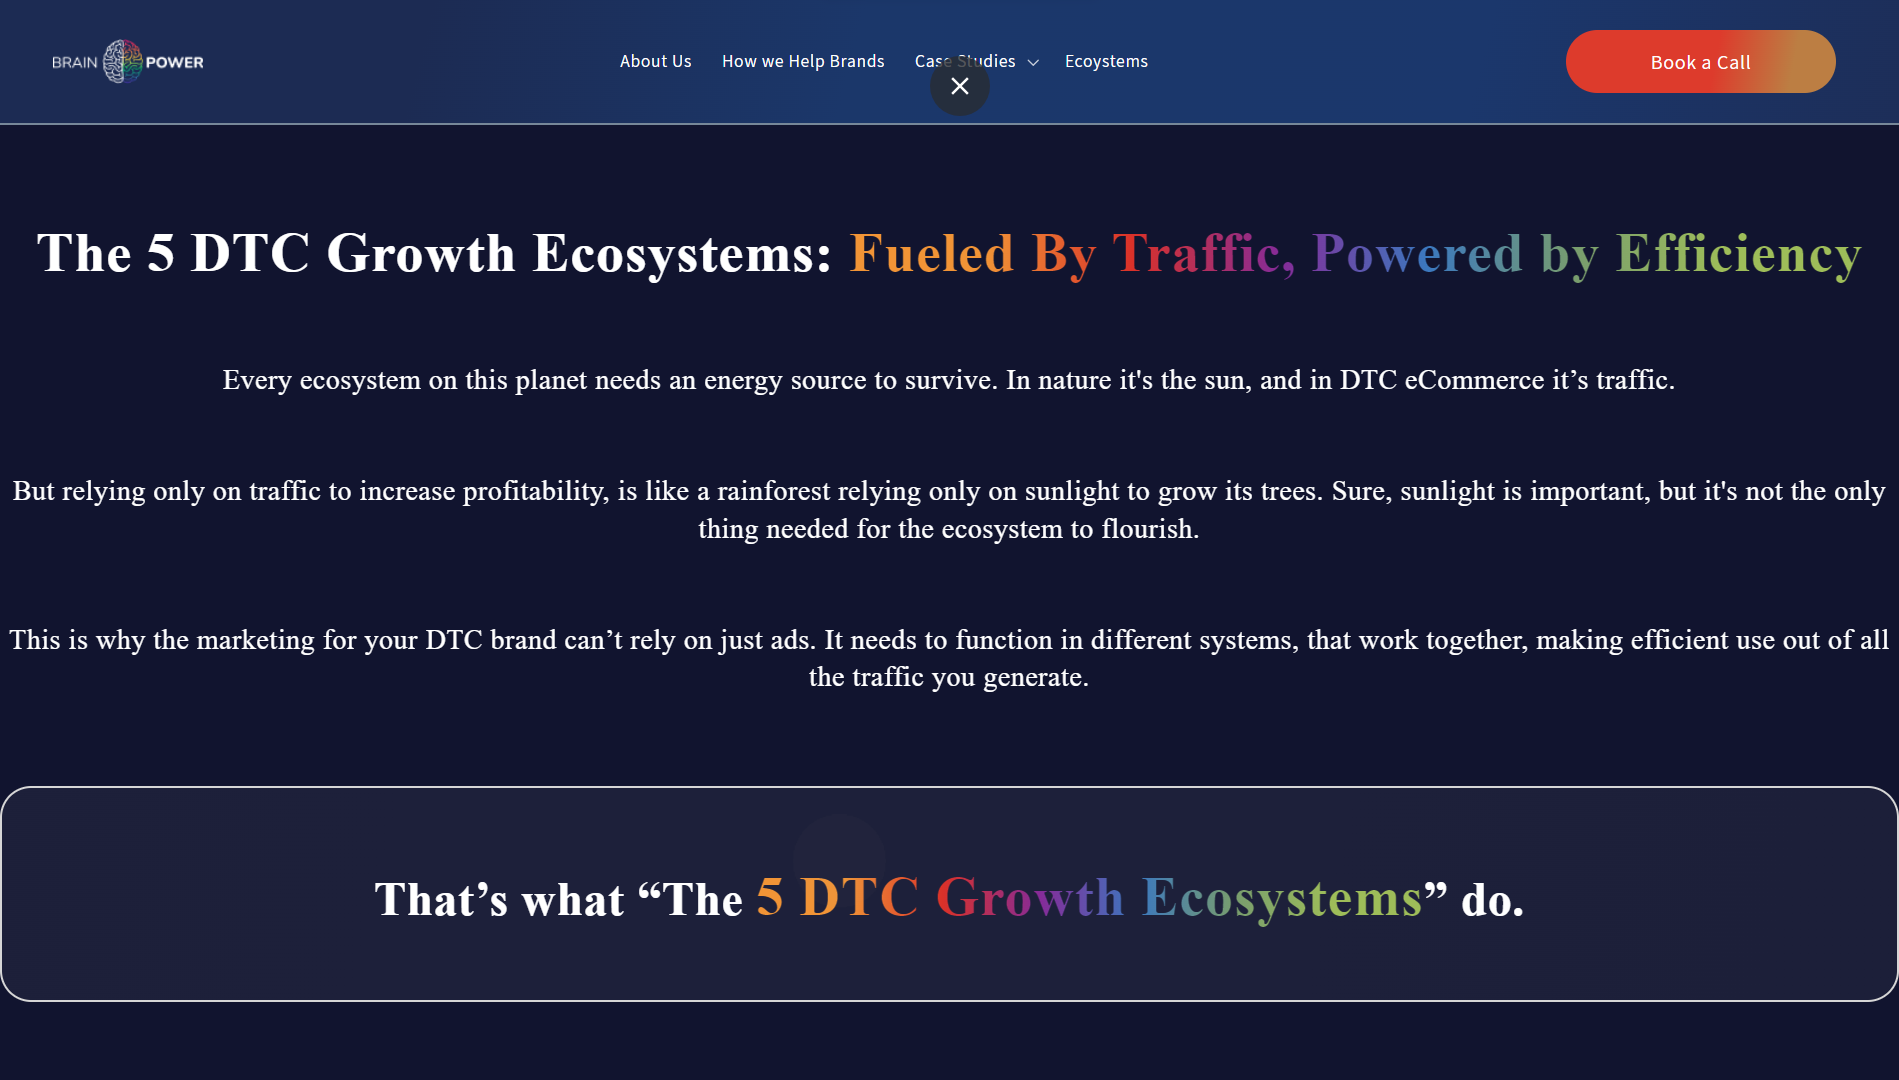 BRAIN POWER
About Us
How we Help Brands
Case Studies
Ecoystems
Book a Call
The 5 DTC Growth Ecosystems: Fueled By Traffic, Powered by Efficiency
Every ecosystem on this planet needs an energy source to survive. In nature it's the sun, and in DTC eCommerce it’s traffic.
But relying only on traffic to increase profitability, is like a rainforest relying only on sunlight to grow its trees. Sure, sunlight is important, but it's not the only
thing needed for the ecosystem to flourish.
This is why the marketing for your DTC brand can’t rely on just ads. It needs to function in different systems, that work together, making efficient use out of all
the traffic you generate.
That’s what “The 5 DTC Growth Ecosystems” do.